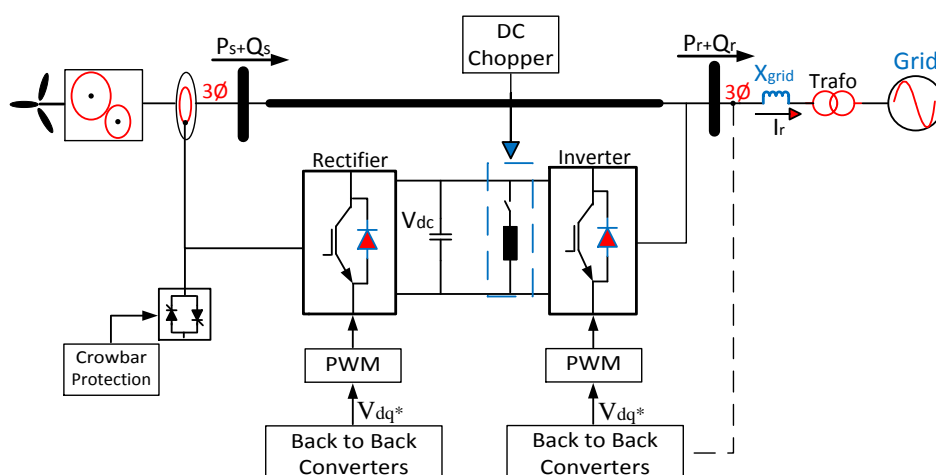 DC
Chopper
Ps+Qs
Pr+Qr
Grid
Xgrid
Trafo
3Ø
3Ø
Ir
Rectifier
Inverter
Vdc
Crowbar
Protection
PWM
PWM
Vdq*
Vdq*
Back to Back
Converters
Back to Back
Converters